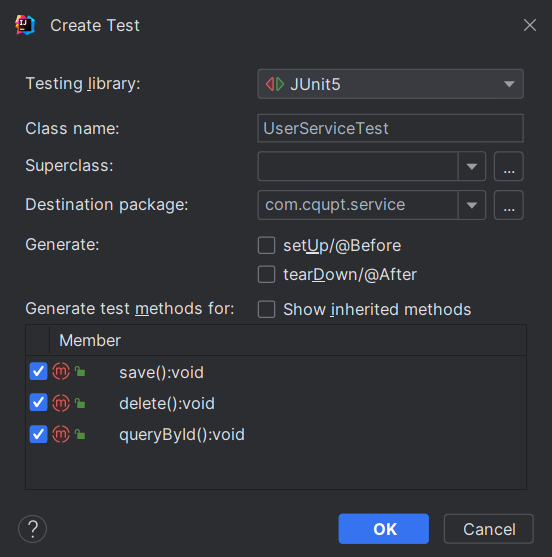 Create Test
Testing library:
JUnit5
Class name:
UserServiceTest
Superclass:
...
Destination package:
com.cqupt.service
...
Generate:
setUp/@Before
tearDown/@After
Generate test methods for:
Show inherited methods
Member
save():void
delete():void
queryById():void
?
OK
Cancel